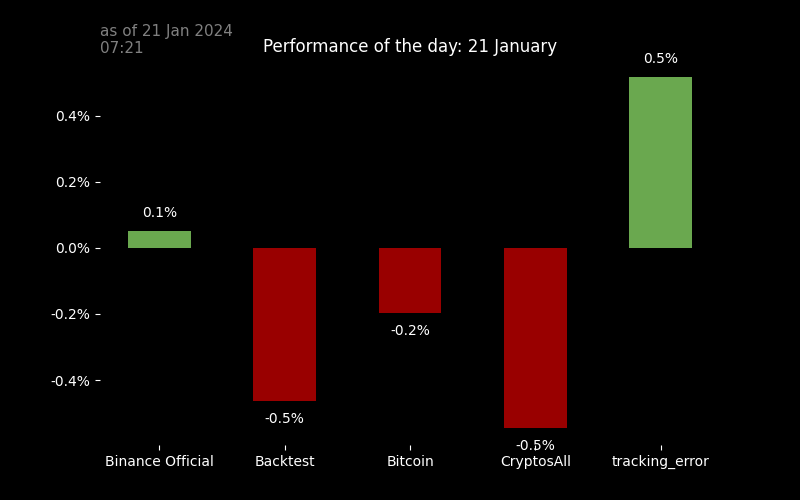 as of 21 Jan 2024
07:21
Performance of the day: 21 January
0.5%
0.4%
0.2%
0.1%
0.0%
-0.2%
-0.2%
-0.4%
-0.5%
-0.5%
Binance Official
Backtest
Bitcoin
CryptosAll
tracking_error